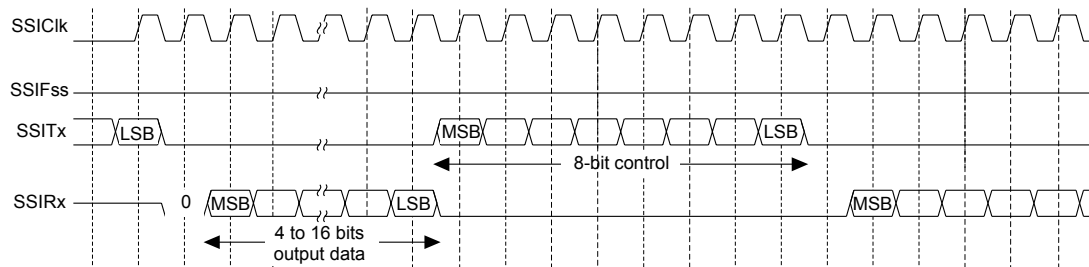 SSIClk
SSIFss
SSITx
LSB
MSB
LSB
8-bit control
SSIRx
0
MSB
LSB
MSB
4 to 16 bits
output data